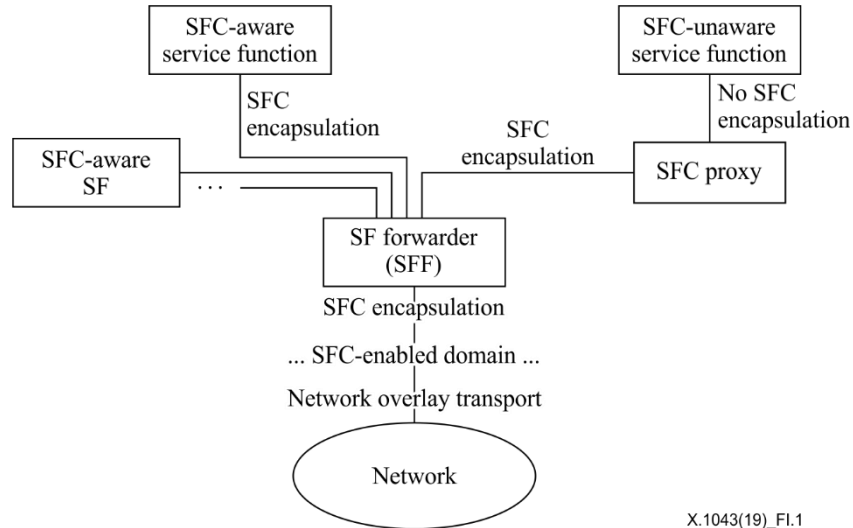 SFC-aware
service function
SFC-unaware
service function
SFC
encapsulation
No SFC
encapsulation
SFC
encapsulation
SFC-aware
SF
. . .
SFC proxy
SF forwarder
(SFF)
SFC encapsulation
... SFC-enabled domain ...
Network overlay transport
Network
X.1043(19)_FI.1